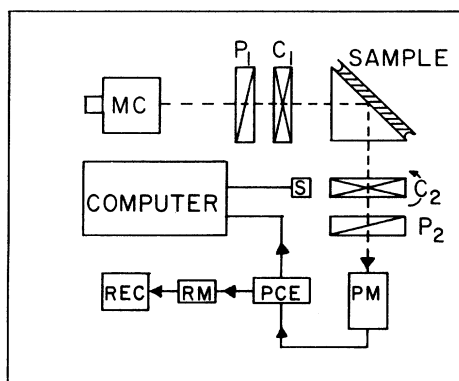 P1 C1 SAMPLE
MC
COMPUTER S C2
P2
REC RM PCE PM